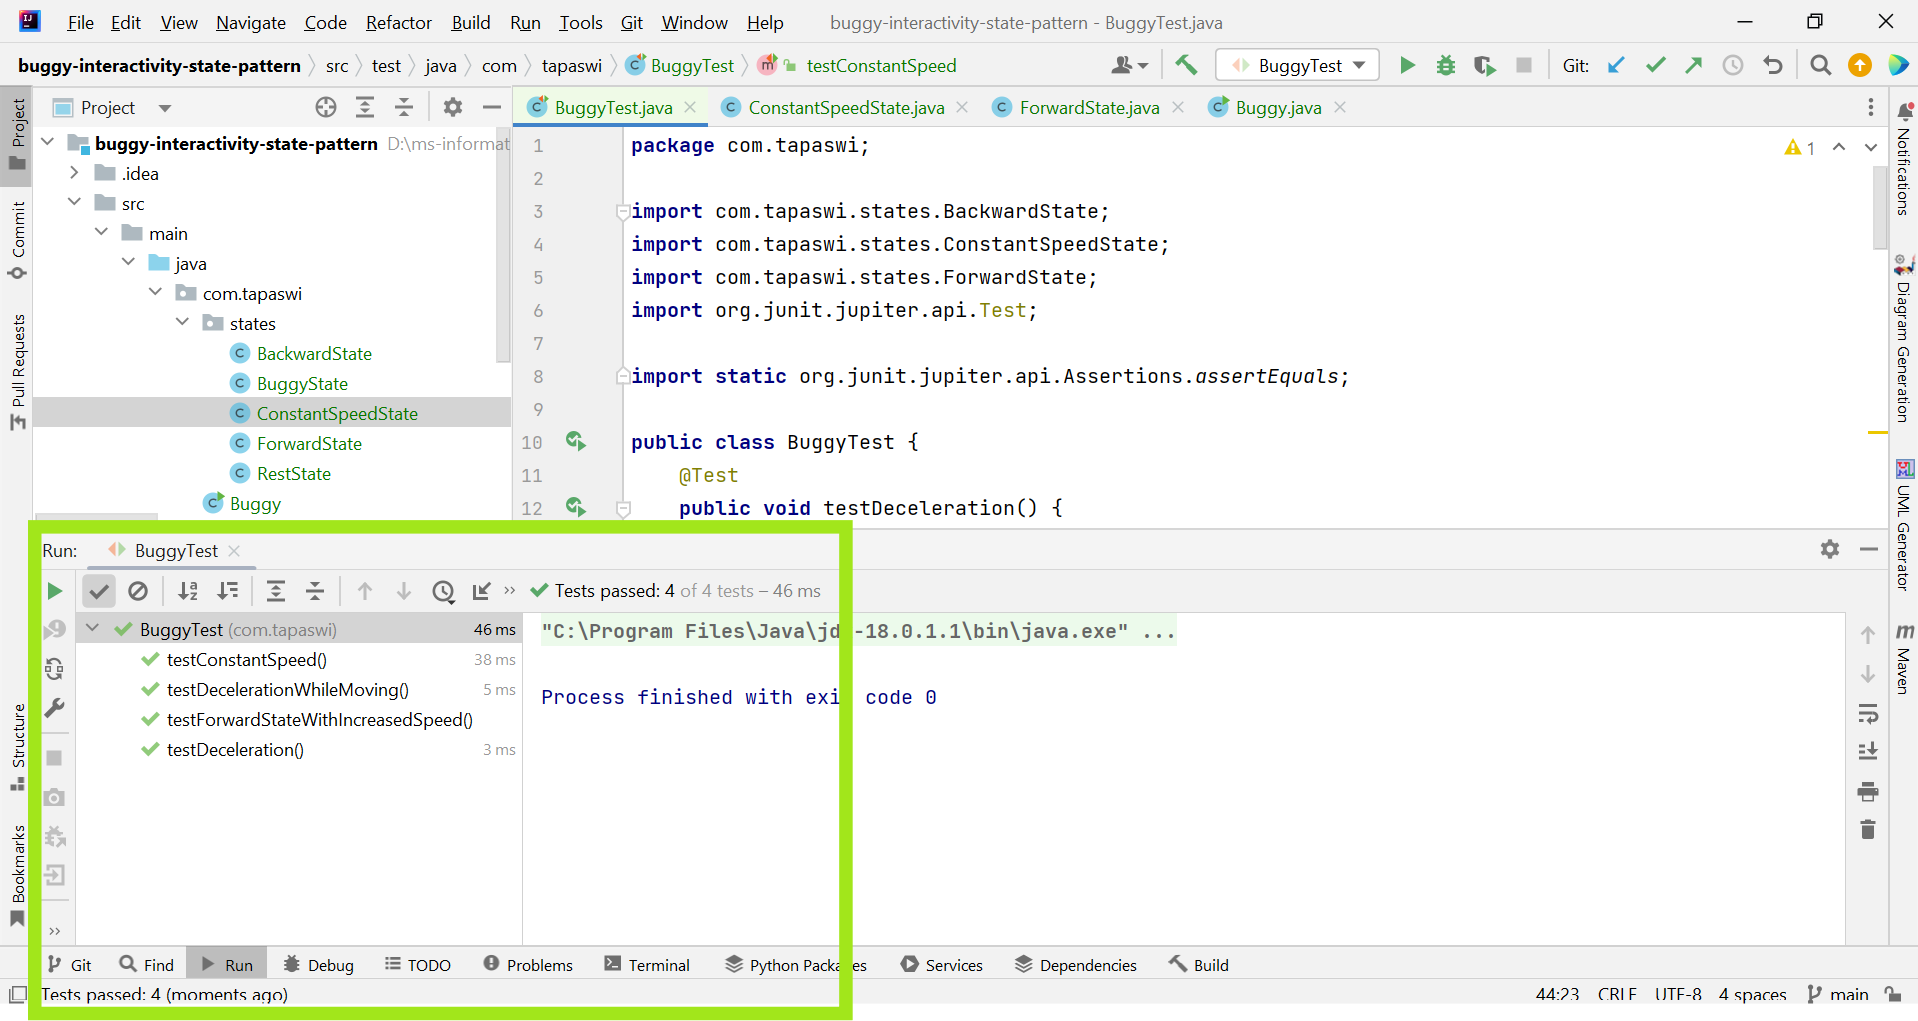 File Edit View Navigate Code Refactor Build Run Tools Git Window Help buggy-interactivity-state-pattern - BuggyTest.java
buggy-interactivity-state-pattern src test java com tapaswi BuggyTest testConstantSpeed BuggyTest Git:
Project
BuggyTest.java ConstantSpeedState.java ForwardState.java Buggy.java
buggy-interactivity-state-pattern D:\ms-informat
.idea
src
main
java
com.tapaswi
states
BackwardState
BuggyState
ConstantSpeedState
ForwardState
RestState
Buggy
1 package com.tapaswi;
2
3 import com.tapaswi.states.BackwardState;
4 import com.tapaswi.states.ConstantSpeedState;
5 import com.tapaswi.states.ForwardState;
6 import org.junit.jupiter.api.Test;
7
8 import static org.junit.jupiter.api.Assertions.assertEquals;
9
10 public class BuggyTest {
11 @Test
12 public void testDeceleration() {
1
Project
Commit
Pull Requests
Structure
Bookmarks
Notifications
Diagram Generation
UML Generator
Maven
Run: BuggyTest
Tests passed: 4 of 4 tests – 46 ms
BuggyTest (com.tapaswi) 46 ms
testConstantSpeed() 38 ms
testDecelerationWhileMoving() 5 ms
testForwardStateWithIncreasedSpeed()
testDeceleration() 3 ms
"C:\Program Files\Java\jd -18.0.1.1\bin\java.exe" ...
Process finished with exi code 0
Git Find Run Debug TODO Problems Terminal Python Packages Services Dependencies Build
Tests passed: 4 (moments ago) 44:23 CRLF UTF-8 4 spaces main